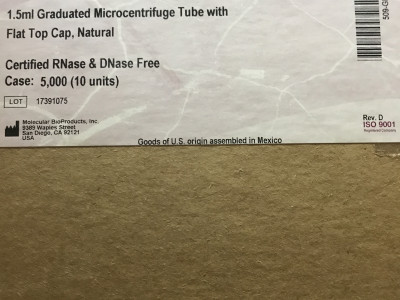 1.5ml Graduated Microcentrifuge Tube with
Flat Top Cap, Natural
Certified RNase & DNase Free
Case: 5,000 (10 units)
LOT 17391075
Molecular BioProducts, Inc.
9389 Waples Street
San Diego, CA 92121
USA
Goods of U.S. origin assembled in Mexico
Rev. D
ISO 9001
Registered Company